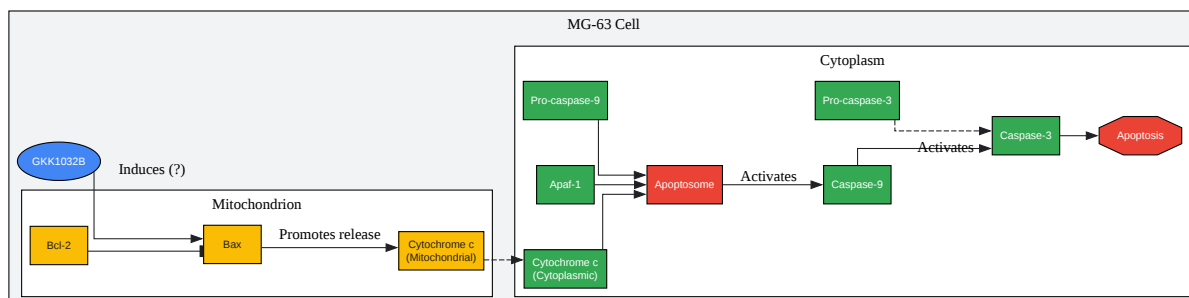 MG-63 Cell
Cytoplasm
Pro-caspase-9
Pro-caspase-3
Caspase-3
Apoptosis
Activates
GKK1032B
Induces (?)
Apaf-1
Apoptosome
Activates
Caspase-9
Mitochondrion
Bcl-2
Bax
Promotes release
Cytochrome c
(Mitochondrial)
Cytochrome c
(Cytoplasmic)